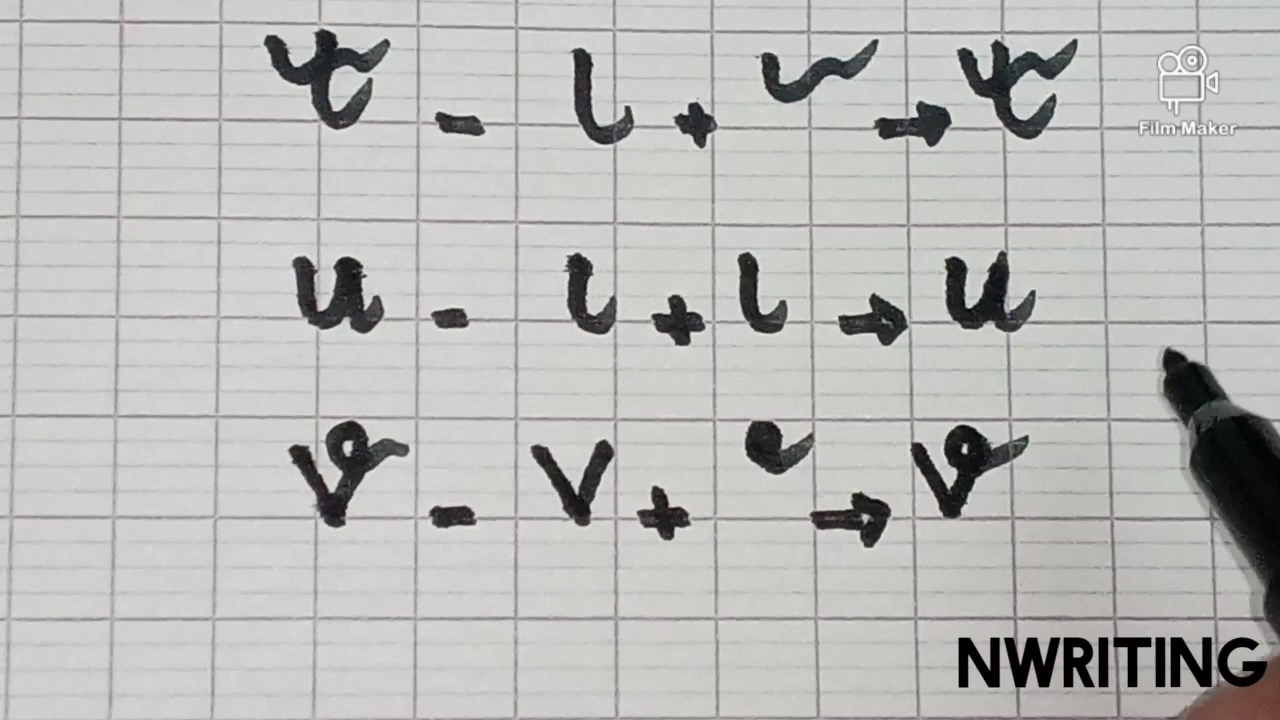 t - ɩ + ~ → t
Film Maker
u - ɩ + ɩ → u
v - v + → v
NWRITING